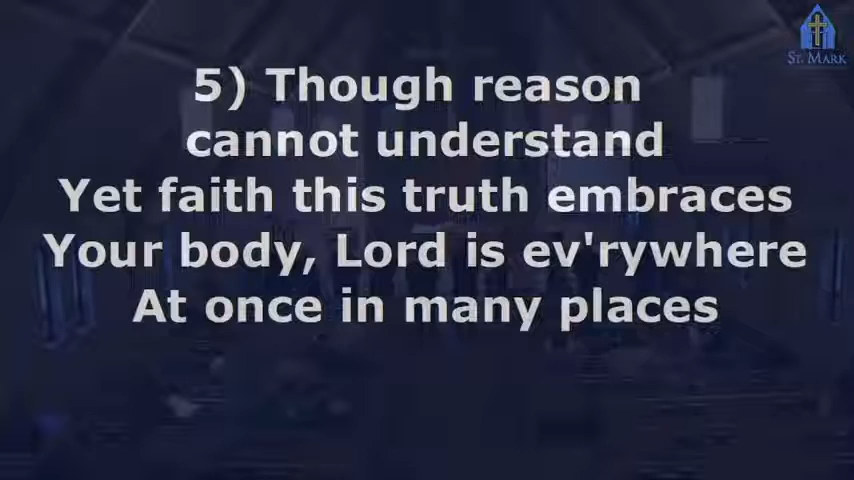 St. Mark
5) Though reason
cannot understand
Yet faith this truth embraces
Your body, Lord is ev'rywhere
At once in many places